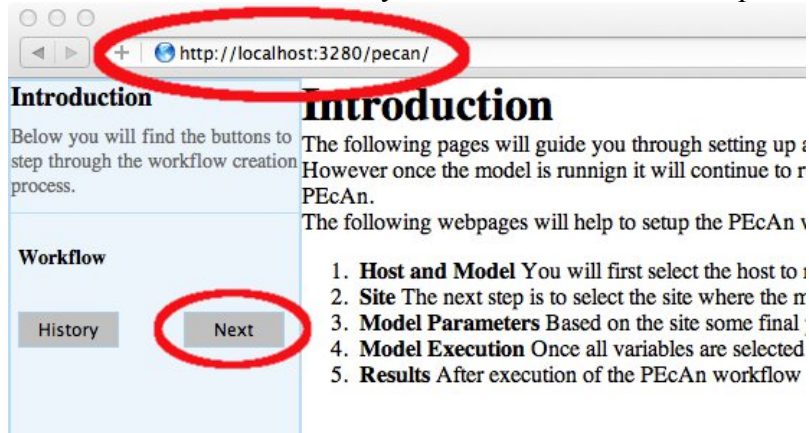 http://localhost:3280/pecan/
Introduction
Below you will find the buttons to
step through the workflow creation
process.
Workflow
History
Next
Introduction
The following pages will guide you through setting up a
However once the model is runnign it will continue to r
PEcAn.
The following webpages will help to setup the PEcAn
1. Host and Model You will first select the host to
2. Site The next step is to select the site where the
3. Model Parameters Based on the site some final
4. Model Execution Once all variables are selected
5. Results After execution of the PEcAn workflow